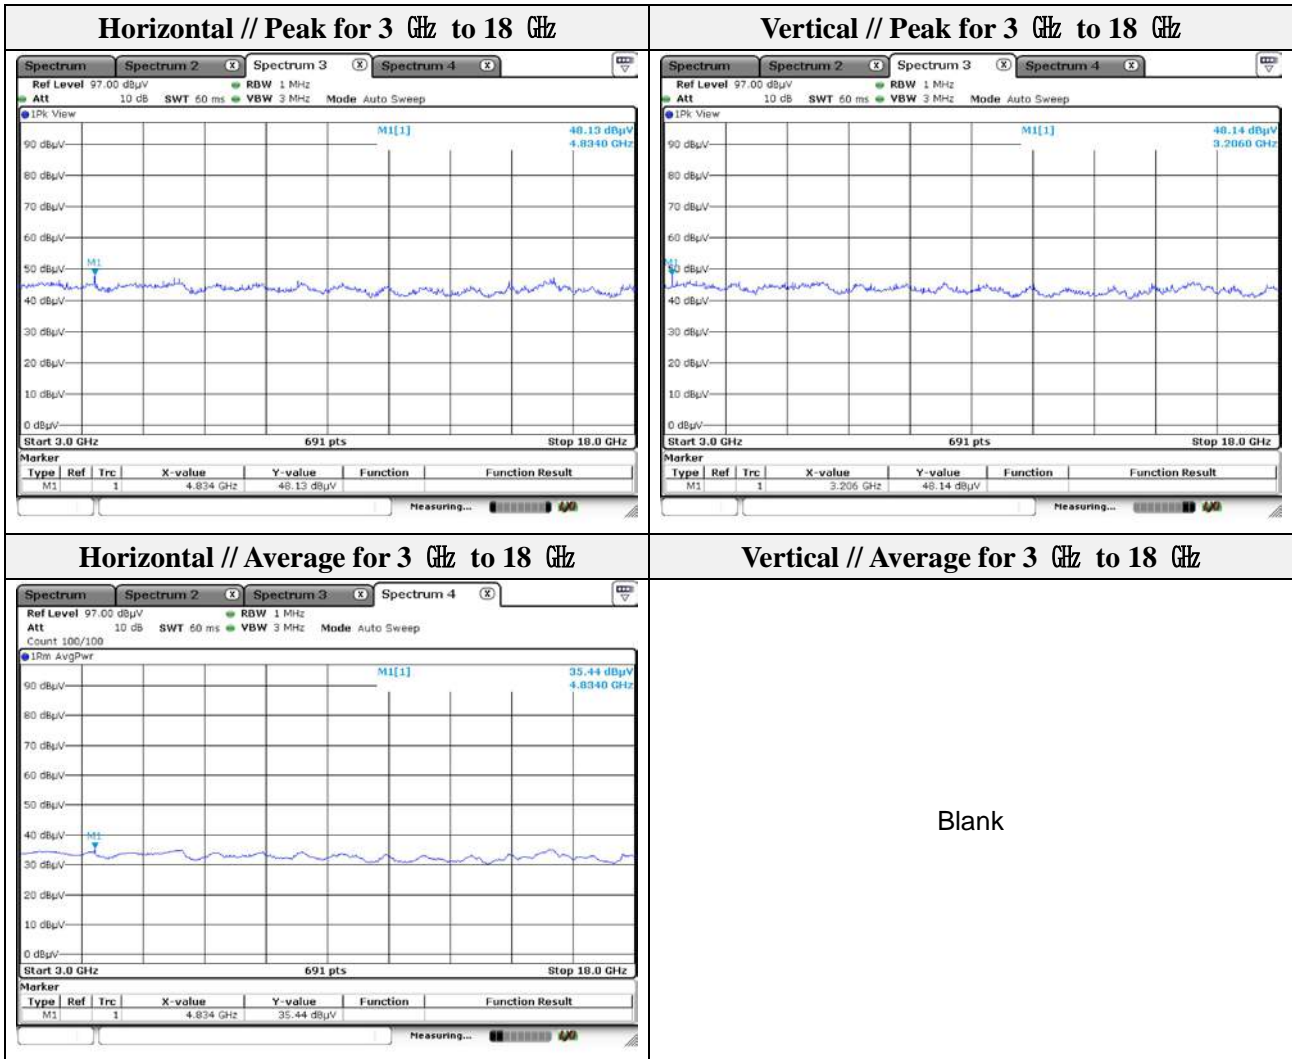 Horizontal // Peak for 3 ㎓ to 18 ㎓
Spectrum Spectrum 2 X Spectrum 3 X Spectrum 4 X
Ref Level 97.00 dBµV RBW 1 MHz
Att 10 dB SWT 60 ms VBW 3 MHz Mode Auto Sweep
1Pk View
M1[1] 48.13 dBµV
4.8340 GHz
90 dBµV
80 dBµV
70 dBµV
60 dBµV
50 dBµV
M1
40 dBµV
30 dBµV
20 dBµV
10 dBµV
0 dBµV
Start 3.0 GHz 691 pts Stop 18.0 GHz
Marker
Type Ref Trc X-value Y-value Function Function Result
M1 1 4.834 GHz 48.13 dBµV
Measuring...
Vertical // Peak for 3 ㎓ to 18 ㎓
Spectrum Spectrum 2 X Spectrum 3 X Spectrum 4 X
Ref Level 97.00 dBµV RBW 1 MHz
Att 10 dB SWT 60 ms VBW 3 MHz Mode Auto Sweep
1Pk View
M1[1] 48.14 dBµV
3.2060 GHz
90 dBµV
80 dBµV
70 dBµV
60 dBµV
M1
50 dBµV
40 dBµV
30 dBµV
20 dBµV
10 dBµV
0 dBµV
Start 3.0 GHz 691 pts Stop 18.0 GHz
Marker
Type Ref Trc X-value Y-value Function Function Result
M1 1 3.206 GHz 48.14 dBµV
Measuring...
Horizontal // Average for 3 ㎓ to 18 ㎓
Spectrum Spectrum 2 X Spectrum 3 X Spectrum 4 X
Ref Level 97.00 dBµV RBW 1 MHz
Att 10 dB SWT 60 ms VBW 3 MHz Mode Auto Sweep
Count 100/100
1Rm AvgPwr
M1[1] 35.44 dBµV
4.8340 GHz
90 dBµV
80 dBµV
70 dBµV
60 dBµV
50 dBµV
40 dBµV
M1
30 dBµV
20 dBµV
10 dBµV
0 dBµV
Start 3.0 GHz 691 pts Stop 18.0 GHz
Marker
Type Ref Trc X-value Y-value Function Function Result
M1 1 4.834 GHz 35.44 dBµV
Measuring...
Vertical // Average for 3 ㎓ to 18 ㎓
Blank